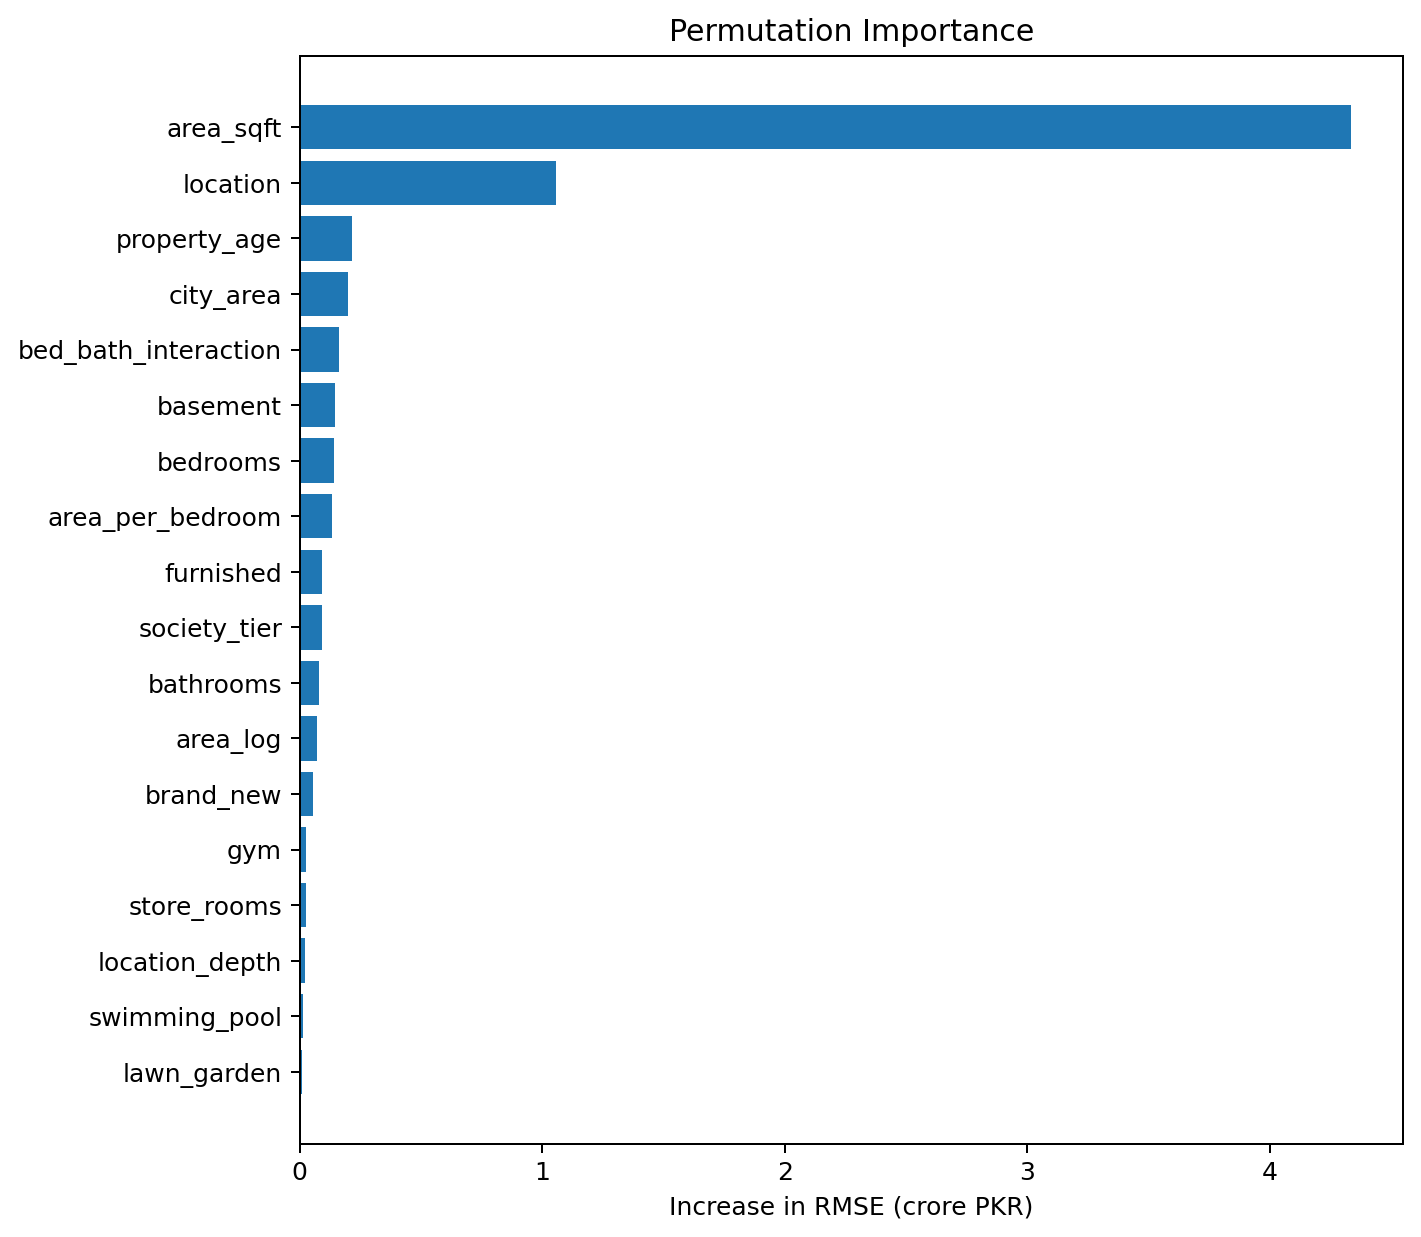 Permutation Importance
area_sqft
location
property_age
city_area
bed_bath_interaction
basement
bedrooms
area_per_bedroom
furnished
society_tier
bathrooms
area_log
brand_new
gym
store_rooms
location_depth
swimming_pool
lawn_garden
0 1 2 3 4
Increase in RMSE (crore PKR)